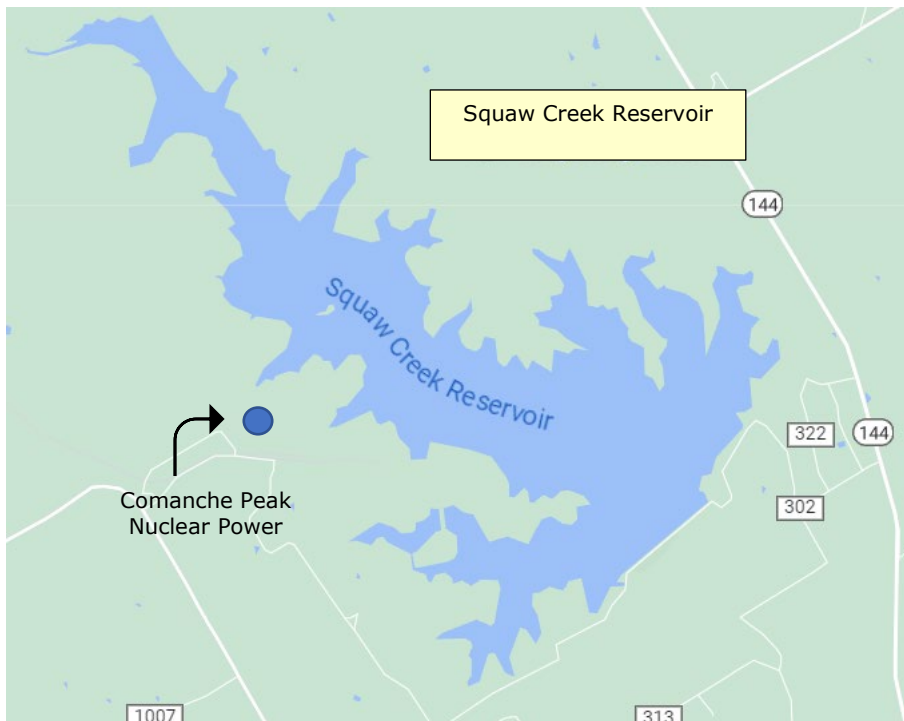 Squaw Creek Reservoir
144
Squaw Creek Reservoir
322
144
302
Comanche Peak
Nuclear Power
1007
313